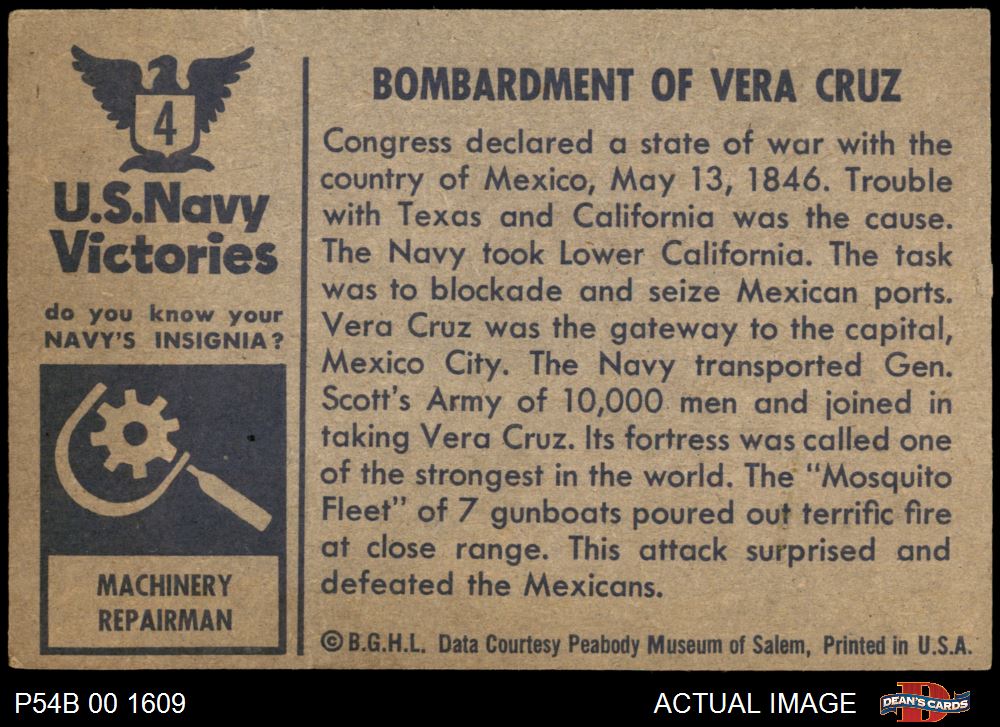 4
U.S.Navy
Victories
do you know your
NAVY'S INSIGNIA?
MACHINERY
REPAIRMAN
BOMBARDMENT OF VERA CRUZ
Congress declared a state of war with the
country of Mexico, May 13, 1846. Trouble
with Texas and California was the cause.
The Navy took Lower California. The task
was to blockade and seize Mexican ports.
Vera Cruz was the gateway to the capital,
Mexico City. The Navy transported Gen.
Scott's Army of 10,000 men and joined in
taking Vera Cruz. Its fortress was called one
of the strongest in the world. The "Mosquito
Fleet" of 7 gunboats poured out terrific fire
at close range. This attack surprised and
defeated the Mexicans.
© B.G.H.L. Data Courtesy Peabody Museum of Salem, Printed in U.S.A.
P54B 00 1609
ACTUAL IMAGE
DEAN'S CARDS